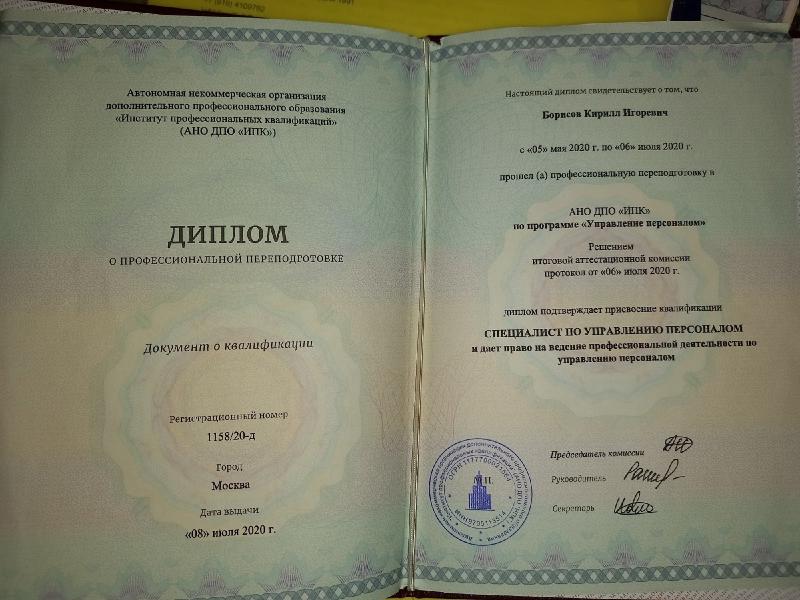 Автономная некоммерческая организация
дополнительного профессионального образования
«Институт профессиональных квалификаций»
(АНО ДПО «ИПК»)
ДИПЛОМ
О ПРОФЕССИОНАЛЬНОЙ ПЕРЕПОДГОТОВКЕ
Документ о квалификации
Регистрационный номер
1158/20-д
Город
Москва
Дата выдачи
«08» июля 2020 г.
Настоящий диплом свидетельствует о том, что
Борисов Кирилл Игоревич
с «05» мая 2020 г. по «06» июля 2020 г.
прошел (а) профессиональную переподготовку в
АНО ДПО «ИПК»
по программе «Управление персоналом»
Решением
итоговой аттестационной комиссии
протокол от «06» июля 2020 г.
диплом подтверждает присвоение квалификации
СПЕЦИАЛИСТ ПО УПРАВЛЕНИЮ ПЕРСОНАЛОМ
и дает право на ведение профессиональной деятельности по
управлению персоналом
Председатель комиссии
Руководитель
Секретарь
М.П.